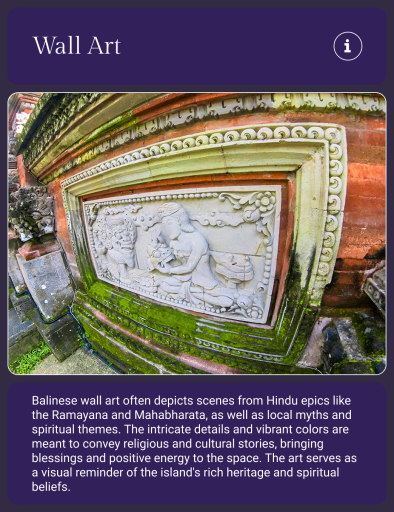 Wall Art
Balinese wall art often depicts scenes from Hindu epics like
the Ramayana and Mahabharata, as well as local myths and
spiritual themes. The intricate details and vibrant colors are
meant to convey religious and cultural stories, bringing
blessings and positive energy to the space. The art serves as
a visual reminder of the island's rich heritage and spiritual
beliefs.